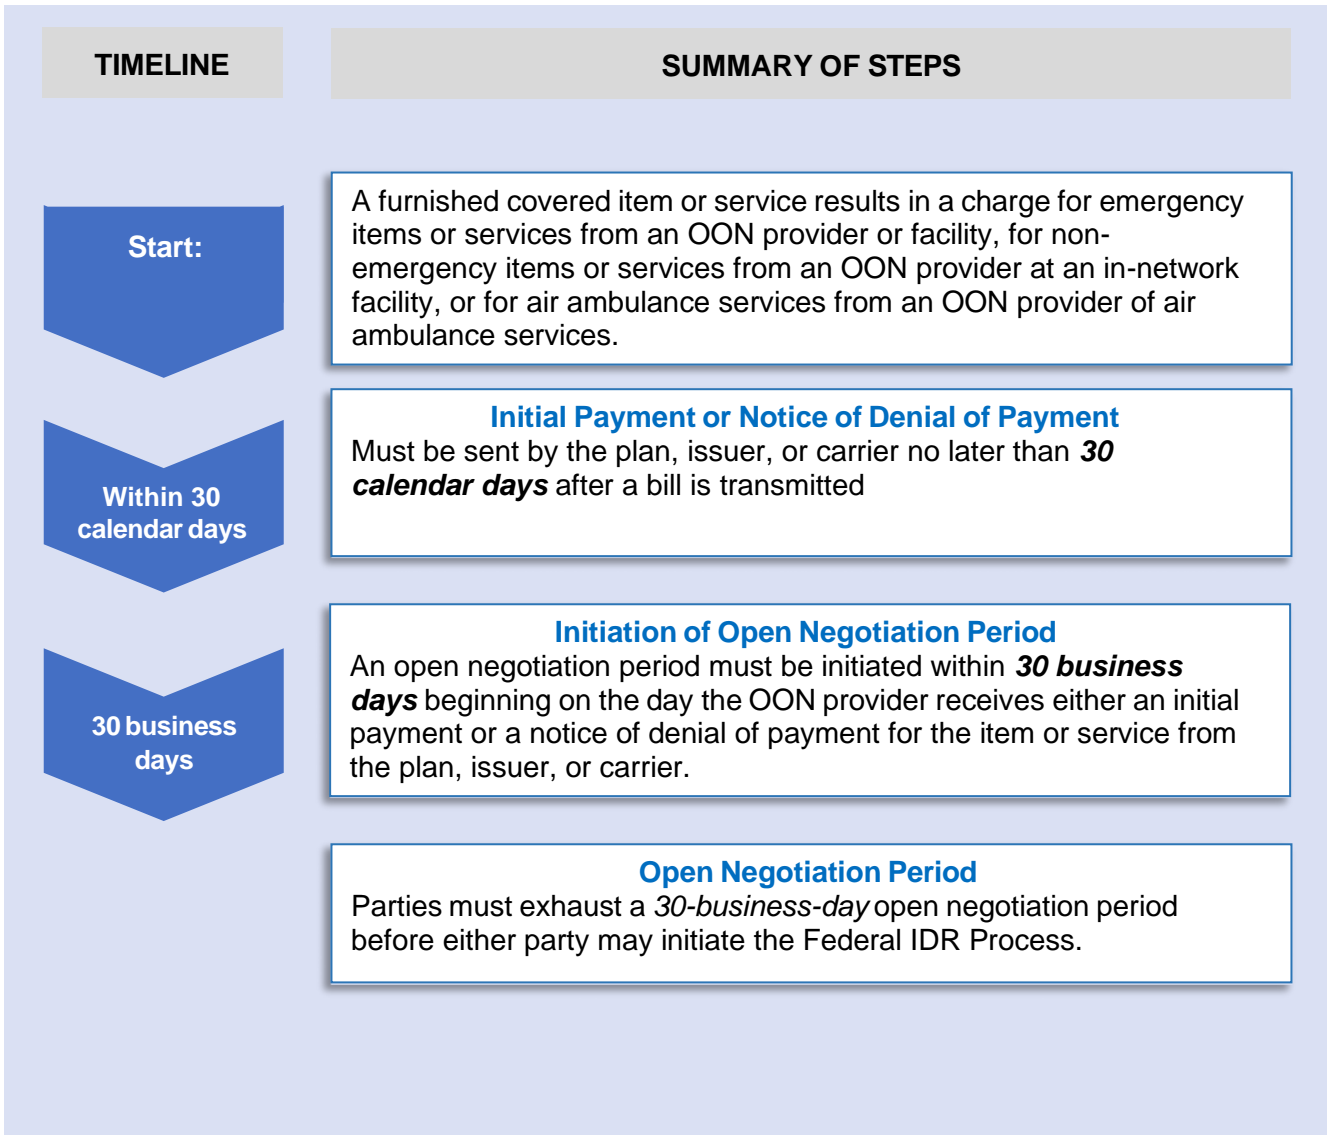 TIMELINE
SUMMARY OF STEPS
Start:
A furnished covered item or service results in a charge for emergency
items or services from an OON provider or facility, for non-
emergency items or services from an OON provider at an in-network
facility, or for air ambulance services from an OON provider of air
ambulance services.
Within 30
calendar days
Initial Payment or Notice of Denial of Payment
Must be sent by the plan, issuer, or carrier no later than 30
calendar days after a bill is transmitted
30 business
days
Initiation of Open Negotiation Period
An open negotiation period must be initiated within 30 business
days beginning on the day the OON provider receives either an initial
payment or a notice of denial of payment for the item or service from
the plan, issuer, or carrier.
Open Negotiation Period
Parties must exhaust a 30-business-day open negotiation period
before either party may initiate the Federal IDR Process.